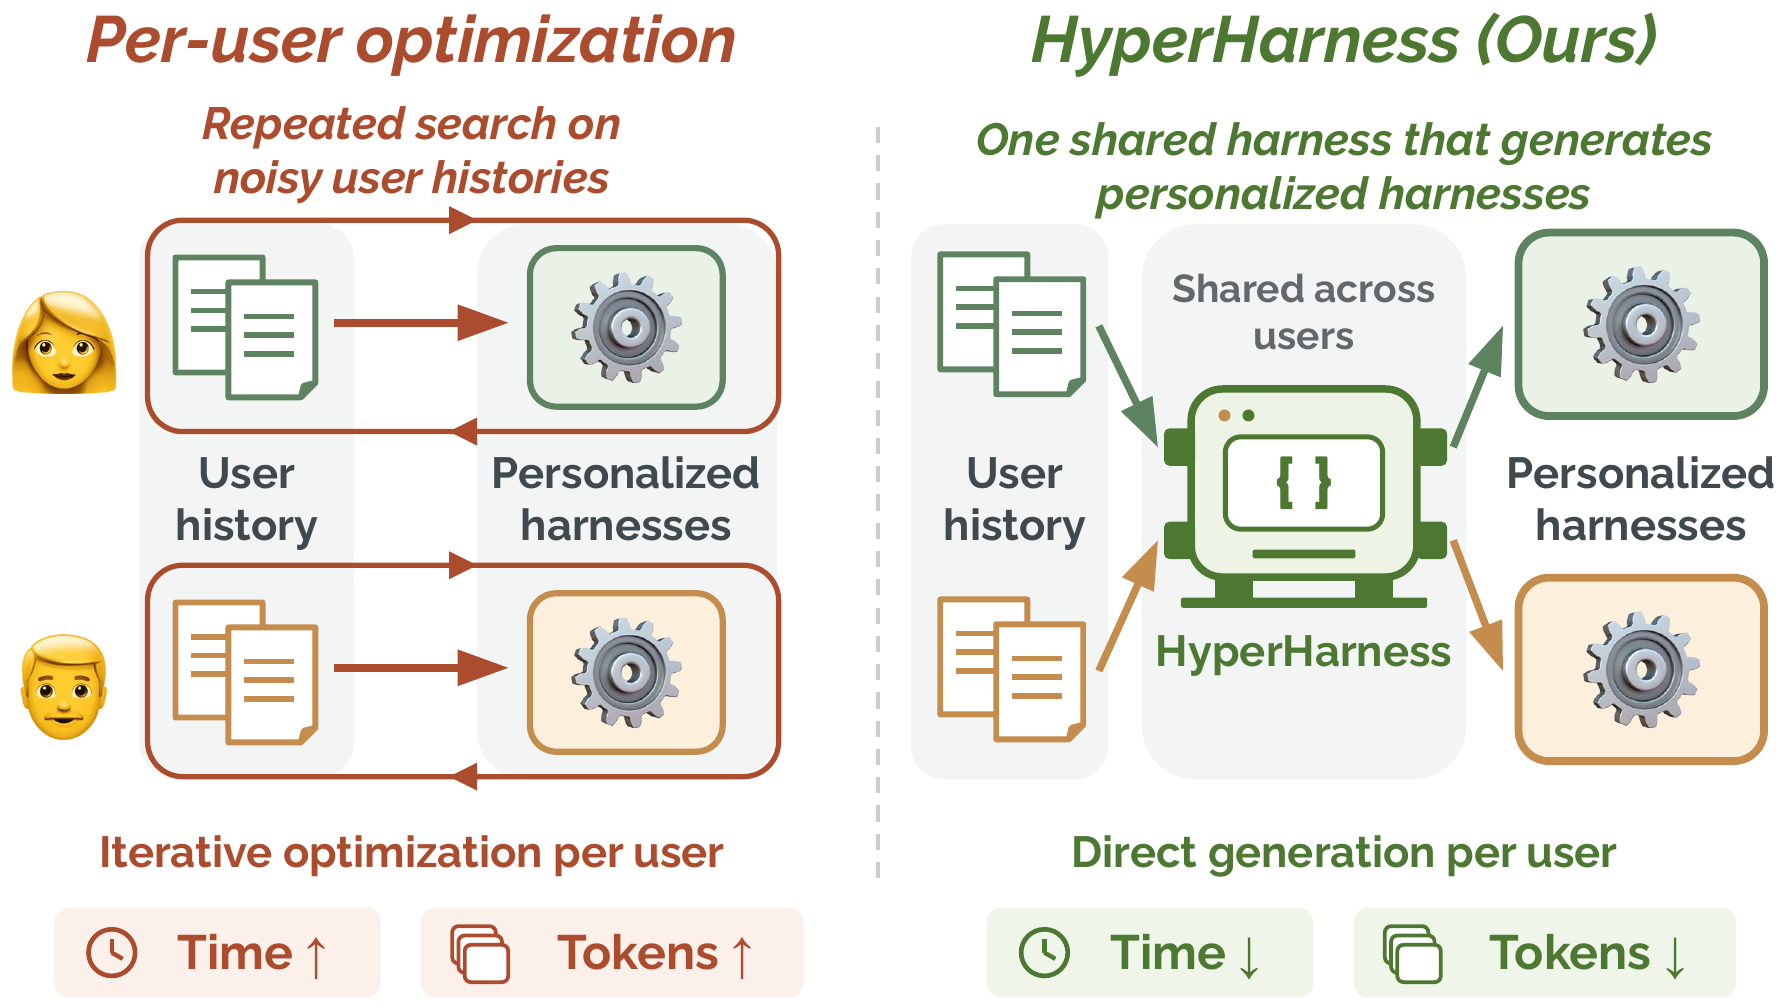 Per-user optimization
Repeated search on
noisy user histories
User
history
Personalized
harnesses
Iterative optimization per user
Time ↑
Tokens ↑
HyperHarness (Ours)
One shared harness that generates
personalized harnesses
User
history
Shared across
users
{ }
HyperHarness
Personalized
harnesses
Direct generation per user
Time ↓
Tokens ↓